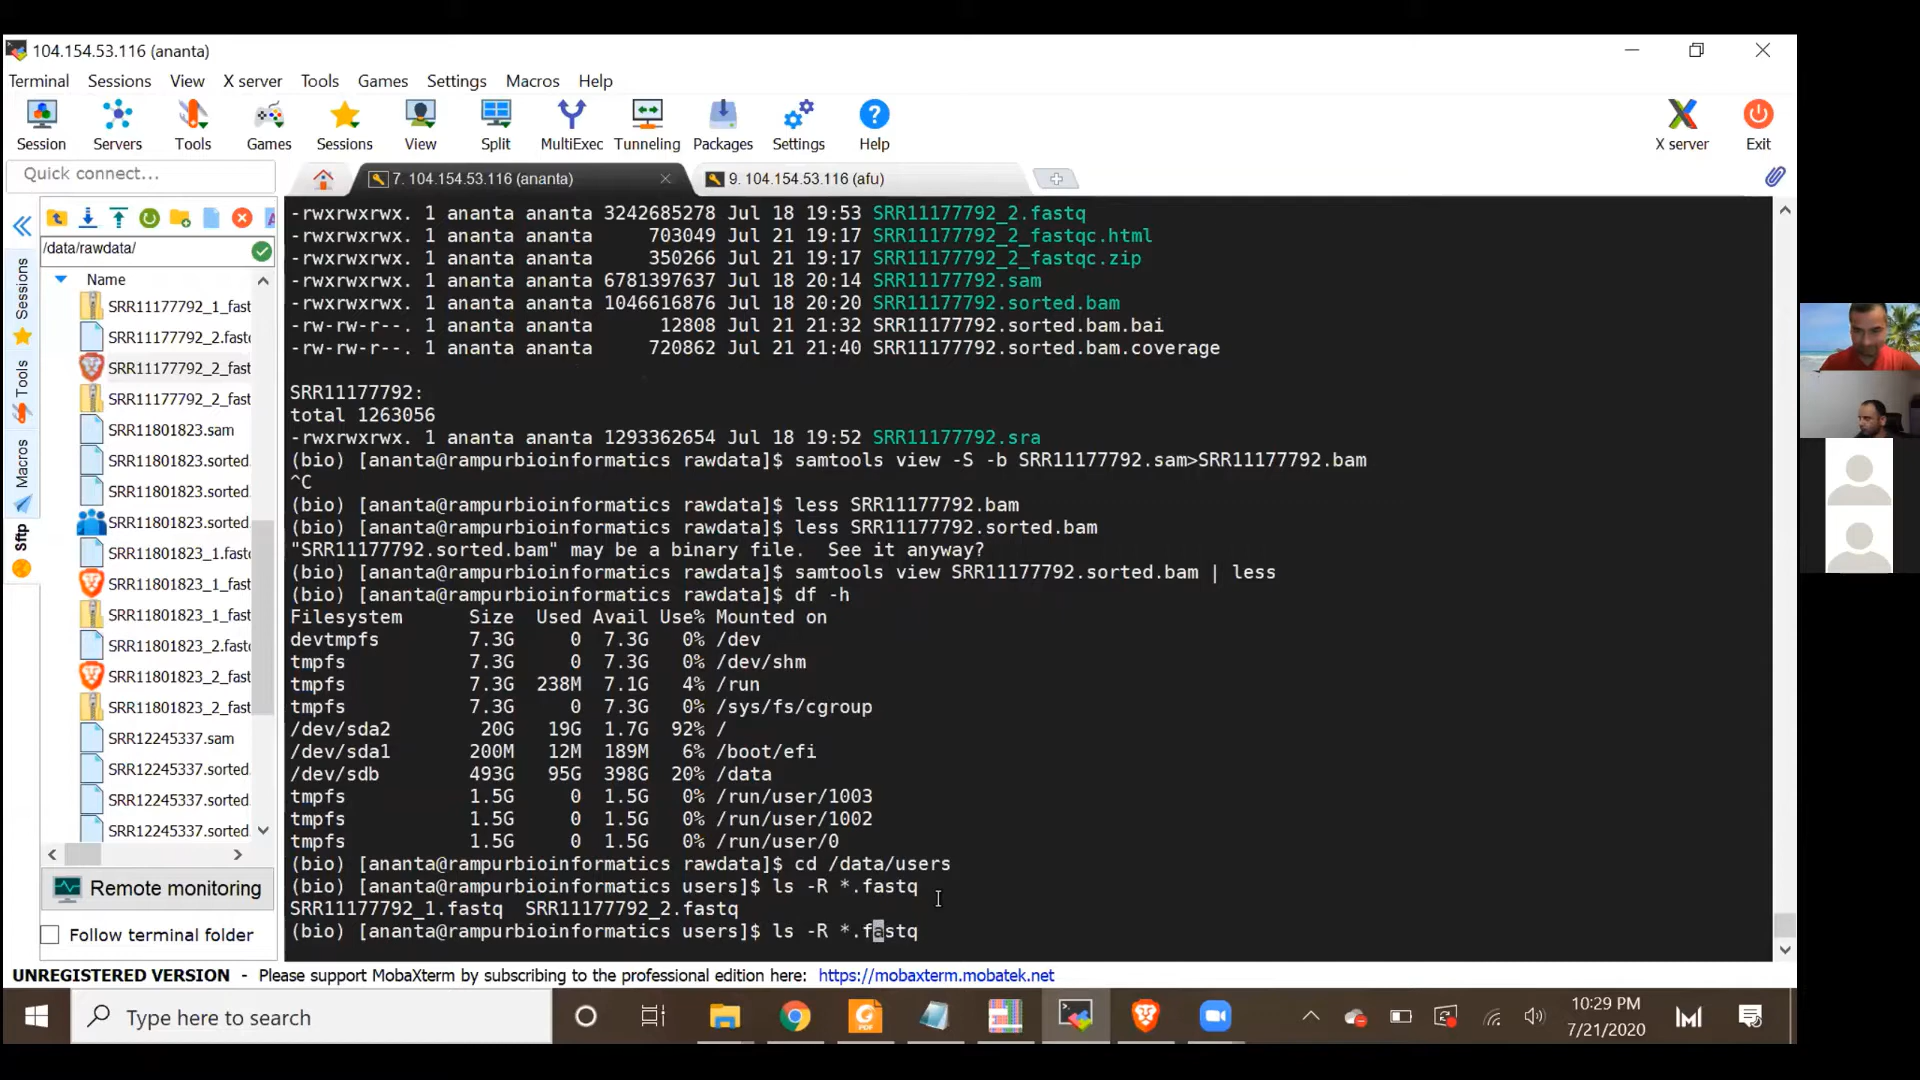 104.154.53.116 (ananta)
Terminal Sessions View X server Tools Games Settings Macros Help
Session Servers Tools Games Sessions View Split MultiExec Tunneling Packages Settings Help X server Exit
Quick connect...
7. 104.154.53.116 (ananta)
9. 104.154.53.116 (afu)
/data/rawdata/
Name
SRR11177792_1_fast
SRR11177792_2.fast
SRR11177792_2_fast
SRR11177792_2_fast
SRR11801823.sam
SRR11801823.sorted
SRR11801823.sorted
SRR11801823.sorted
SRR11801823_1.fast
SRR11801823_1_fast
SRR11801823_1_fast
SRR11801823_2.fast
SRR11801823_2_fast
SRR11801823_2_fast
SRR12245337.sam
SRR12245337.sorted
SRR12245337.sorted
SRR12245337.sorted
Sessions
Tools
Macros
Sftp
Remote monitoring
Follow terminal folder
-rwxrwxrwx. 1 ananta ananta 3242685278 Jul 18 19:53 SRR11177792_2.fastq
-rwxrwxrwx. 1 ananta ananta 703049 Jul 21 19:17 SRR11177792_2_fastqc.html
-rwxrwxrwx. 1 ananta ananta 350266 Jul 21 19:17 SRR11177792_2_fastqc.zip
-rwxrwxrwx. 1 ananta ananta 6781397637 Jul 18 20:14 SRR11177792.sam
-rwxrwxrwx. 1 ananta ananta 1046616876 Jul 18 20:20 SRR11177792.sorted.bam
-rw-rw-r--. 1 ananta ananta 12808 Jul 21 21:32 SRR11177792.sorted.bam.bai
-rw-rw-r--. 1 ananta ananta 720862 Jul 21 21:40 SRR11177792.sorted.bam.coverage
SRR11177792:
total 1263056
-rwxrwxrwx. 1 ananta ananta 1293362654 Jul 18 19:52 SRR11177792.sra
(bio) [ananta@rampurbioinformatics rawdata]$ samtools view -S -b SRR11177792.sam>SRR11177792.bam
^C
(bio) [ananta@rampurbioinformatics rawdata]$ less SRR11177792.bam
(bio) [ananta@rampurbioinformatics rawdata]$ less SRR11177792.sorted.bam
"SRR11177792.sorted.bam" may be a binary file. See it anyway?
(bio) [ananta@rampurbioinformatics rawdata]$ samtools view SRR11177792.sorted.bam | less
(bio) [ananta@rampurbioinformatics rawdata]$ df -h
Filesystem Size Used Avail Use% Mounted on
devtmpfs 7.3G 0 7.3G 0% /dev
tmpfs 7.3G 0 7.3G 0% /dev/shm
tmpfs 7.3G 238M 7.1G 4% /run
tmpfs 7.3G 0 7.3G 0% /sys/fs/cgroup
/dev/sda2 20G 19G 1.7G 92% /
/dev/sda1 200M 12M 189M 6% /boot/efi
/dev/sdb 493G 95G 398G 20% /data
tmpfs 1.5G 0 1.5G 0% /run/user/1003
tmpfs 1.5G 0 1.5G 0% /run/user/1002
tmpfs 1.5G 0 1.5G 0% /run/user/0
(bio) [ananta@rampurbioinformatics rawdata]$ cd /data/users
(bio) [ananta@rampurbioinformatics users]$ ls -R *.fastq
SRR11177792_1.fastq SRR11177792_2.fastq
(bio) [ananta@rampurbioinformatics users]$ ls -R *.fastq
UNREGISTERED VERSION - Please support MobaXterm by subscribing to the professional edition here: https://mobaxterm.mobatek.net
Type here to search
10:29 PM
7/21/2020